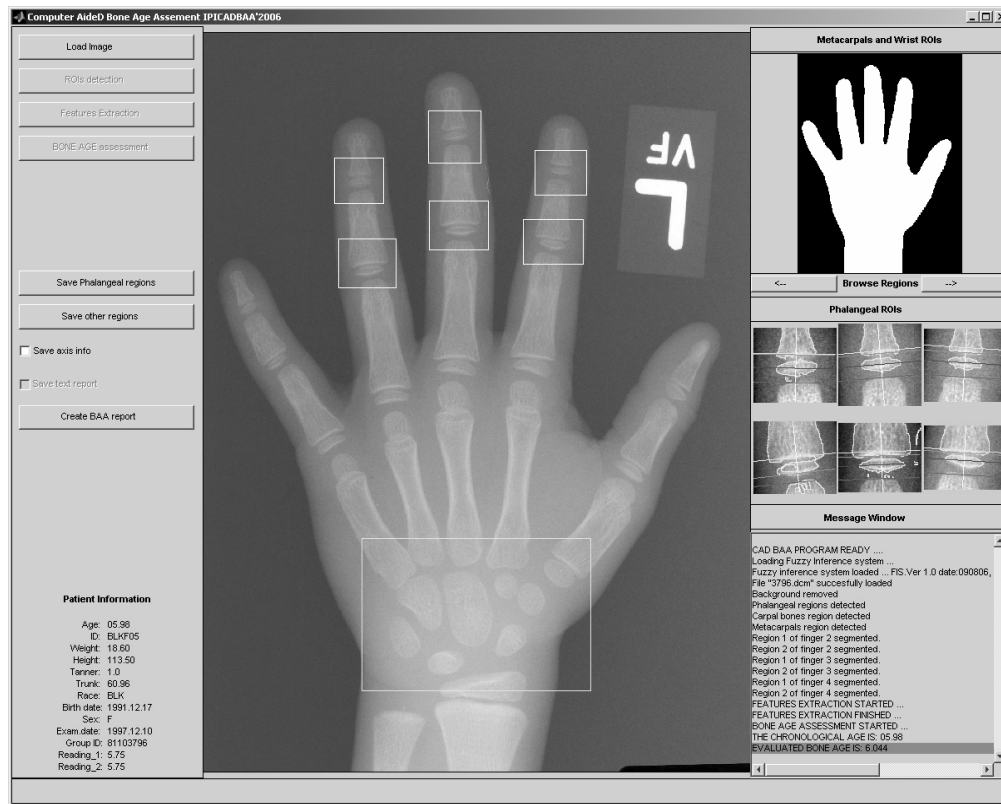 Computer AideD Bone Age Assement IPICADBAA'2006
Load Image
ROIs detection
Features Extraction
BONE AGE assessment
Save Phalangeal regions
Save other regions
Save axis info
Save text report
Create BAA report
Patient Information
Age: 05.98
ID: BLKF05
Weight: 18.60
Height: 113.50
Tanner: 1.0
Trunk: 60.96
Race: BLK
Birth date: 1991.12.17
Sex: F
Exam.date: 1997.12.10
Group ID: 81103796
Reading_1: 5.75
Reading_2: 5.75
VF
L
Metacarpals and Wrist ROIs
<-- Browse Regions -->
Phalangeal ROIs
Message Window
CAD BAA PROGRAM READY ....
Loading Fuzzy Inference system ...
Fuzzy inference system loaded ... FIS.Ver 1.0 date:090806,
File "3796.dcm" succesfully loaded
Background removed
Phalangeal regions detected
Carpal bones region detected
Metacarpals region detected
Region 1 of finger 2 segmented.
Region 2 of finger 2 segmented.
Region 1 of finger 3 segmented.
Region 2 of finger 3 segmented.
Region 1 of finger 4 segmented.
Region 2 of finger 4 segmented.
FEATURES EXTRACTION STARTED ...
FEATURES EXTRACTION FINISHED ...
BONE AGE ASSESSMENT STARTED ...
THE CHRONOLOGICAL AGE IS: 05.98
EVALUATED BONE AGE IS: 6.044